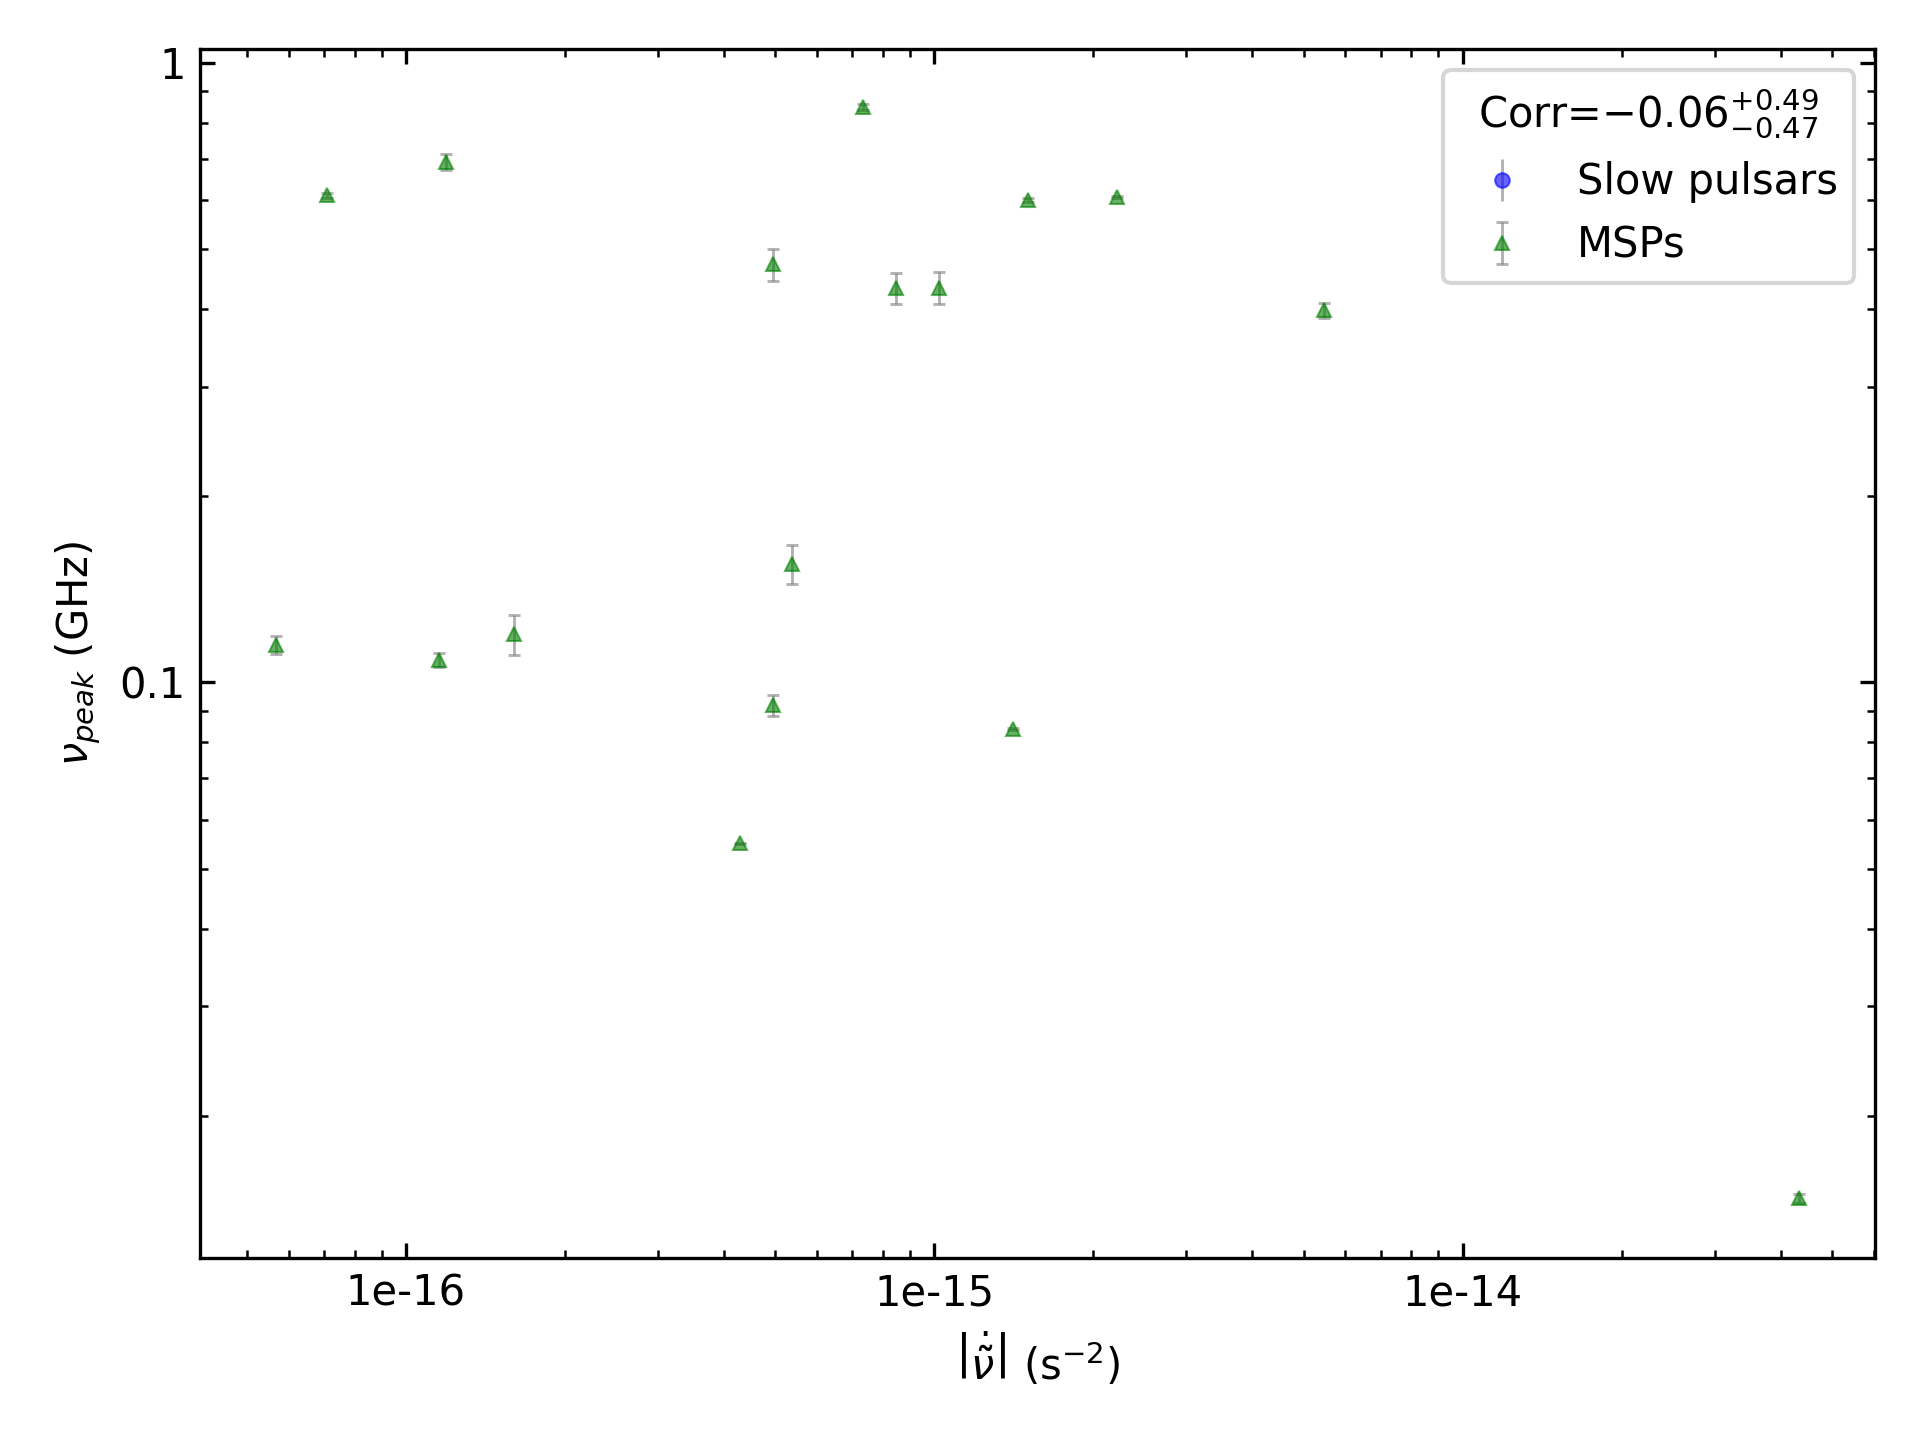 Corr=−0.06 +0.49 −0.47
Slow pulsars
MSPs
1
0.1
ν_peak (GHz)
1e-16
1e-15
1e-14
|ν̃̇| (s⁻²)